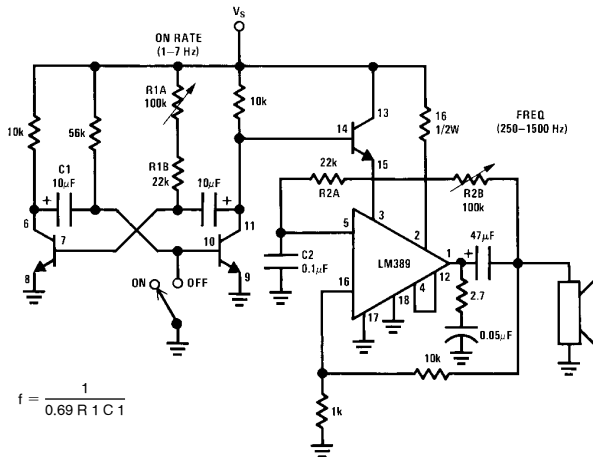 VS
ON RATE
(1–7 Hz)
R1A
100k
10k
13
14
15
16
1/2W
FREQ
(250–1500 Hz)
10k
56k
C1
10μF
+
R1B
22k
10μF
+
22k
R2A
R2B
100k
6
7
8
11
10
9
ON
OFF
5
3
2
1
47μF
+
C2
0.1μF
LM389
16
17
18
4
12
2.7
0.05μF
10k
1k
f = 1 / 0.69 R 1 C 1